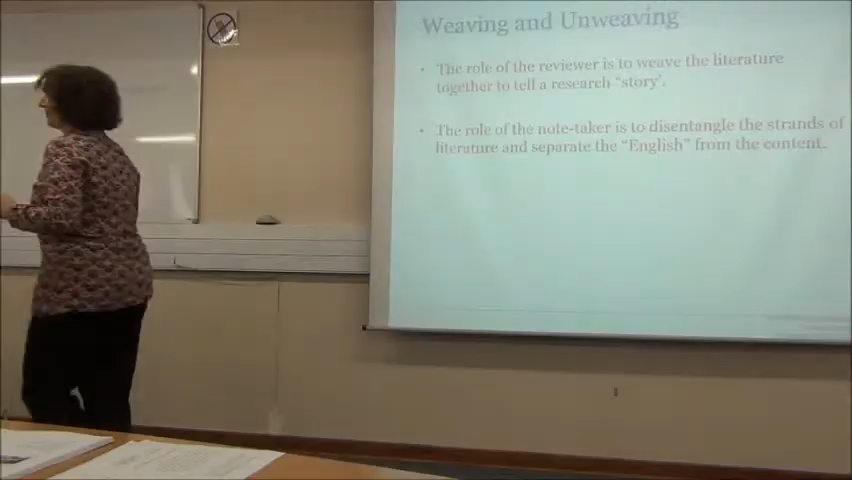 Weaving and Unweaving
• The role of the reviewer is to weave the literature
together to tell a research "story'.
• The role of the note-taker is to disentangle the strands of
literature and separate the "English" from the content.